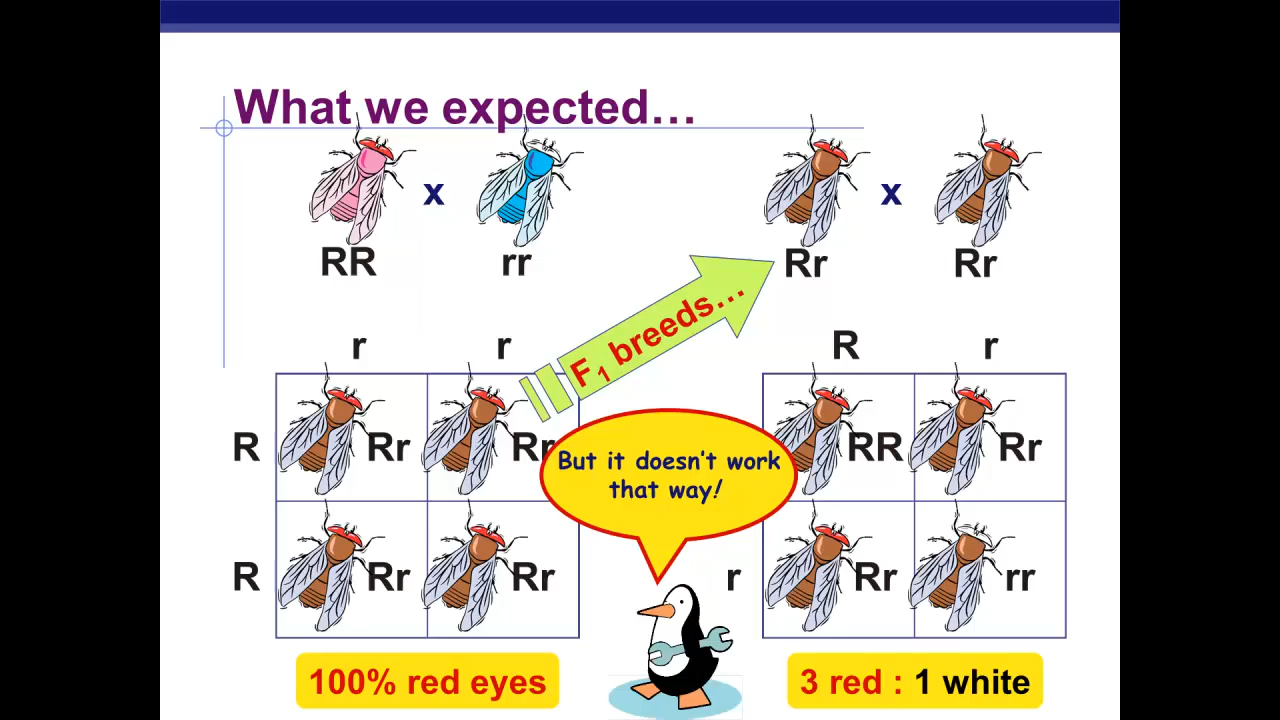 What we expected…
x
x
RR
rr
Rr
Rr
F₁ breeds…
r
r
R
r
R
Rr
Rr
RR
Rr
But it doesn't work
that way!
R
Rr
Rr
r
Rr
rr
100% red eyes
3 red : 1 white